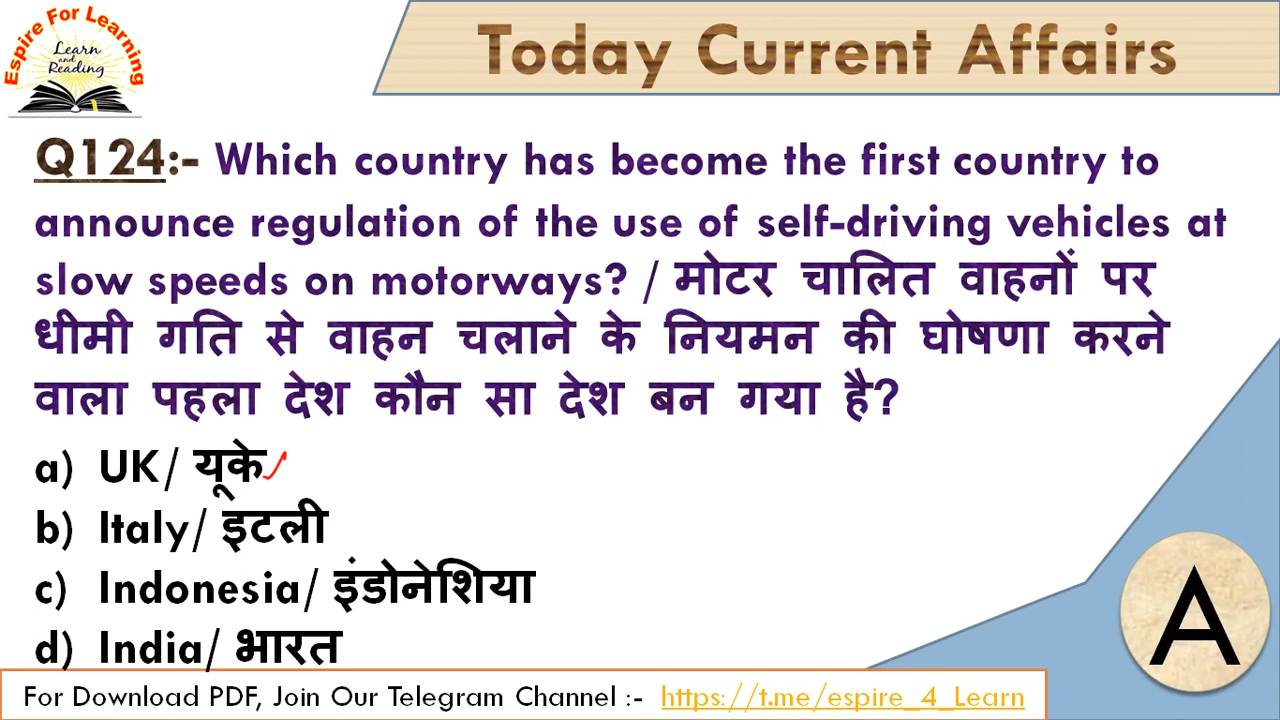 Espire For Learning
Learn
and
Reading
Today Current Affairs
Q124:- Which country has become the first country to
announce regulation of the use of self-driving vehicles at
slow speeds on motorways? / मोटर चालित वाहनों पर
धीमी गति से वाहन चलाने के नियमन की घोषणा करने
वाला पहला देश कौन सा देश बन गया है?
a) UK/ यूके
b) Italy/ इटली
c) Indonesia/ इंडोनेशिया
d) India/ भारत
A
For Download PDF, Join Our Telegram Channel :- https://t.me/espire_4_Learn